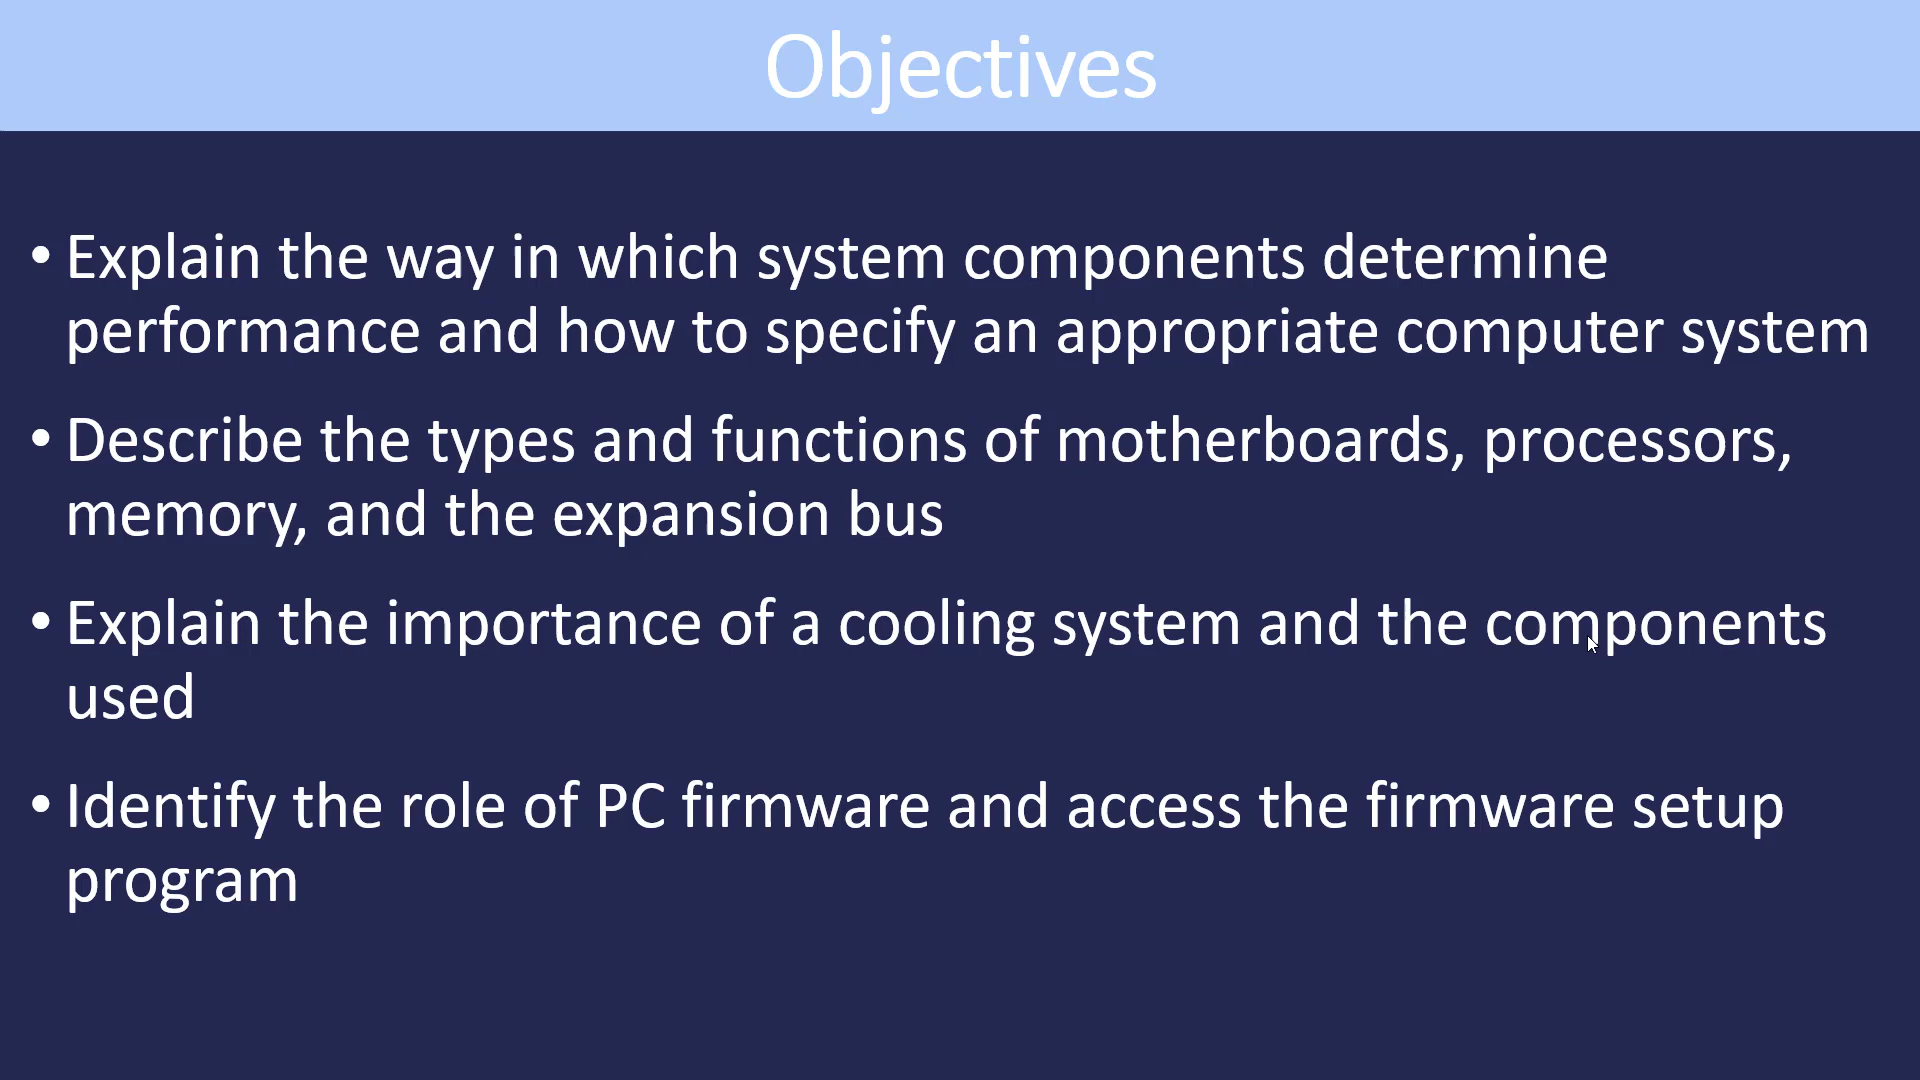 Objectives
• Explain the way in which system components determine
performance and how to specify an appropriate computer system
• Describe the types and functions of motherboards, processors,
memory, and the expansion bus
• Explain the importance of a cooling system and the components
used
• Identify the role of PC firmware and access the firmware setup
program